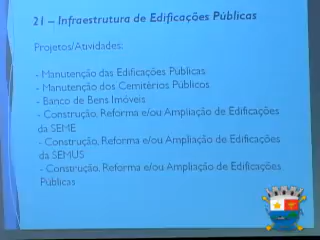 21 – Infraestrutura de Edificações Públicas
Projetos/Atividades:
- Manutenção das Edificações Públicas
- Manutenção dos Cemitérios Públicos
- Banco de Bens Imóveis
- Construção, Reforma e/ou Ampliação de Edificações
da SEME
- Construção, Reforma e/ou Ampliação de Edificações
da SEMUS
- Construção, Reforma e/ou Ampliação de Edificações
Públicas